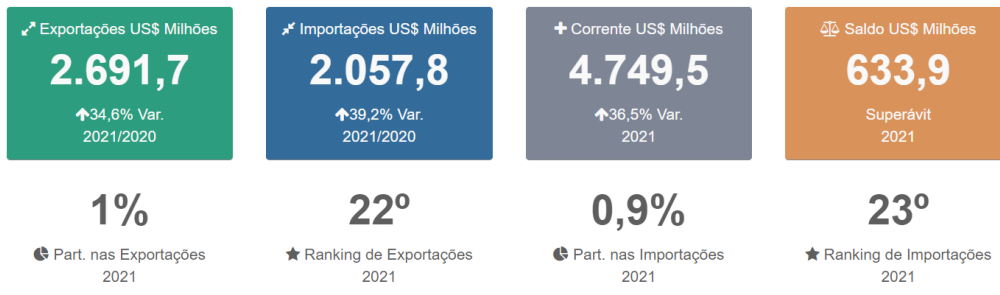 Exportações US$ Milhões
2.691,7
34,6% Var.
2021/2020
Importações US$ Milhões
2.057,8
39,2% Var.
2021/2020
Corrente US$ Milhões
4.749,5
36,5% Var.
2021
Saldo US$ Milhões
633,9
Superávit
2021
1%
Part. nas Exportações
2021
22º
Ranking de Exportações
2021
0,9%
Part. nas Importações
2021
23º
Ranking de Importações
2021